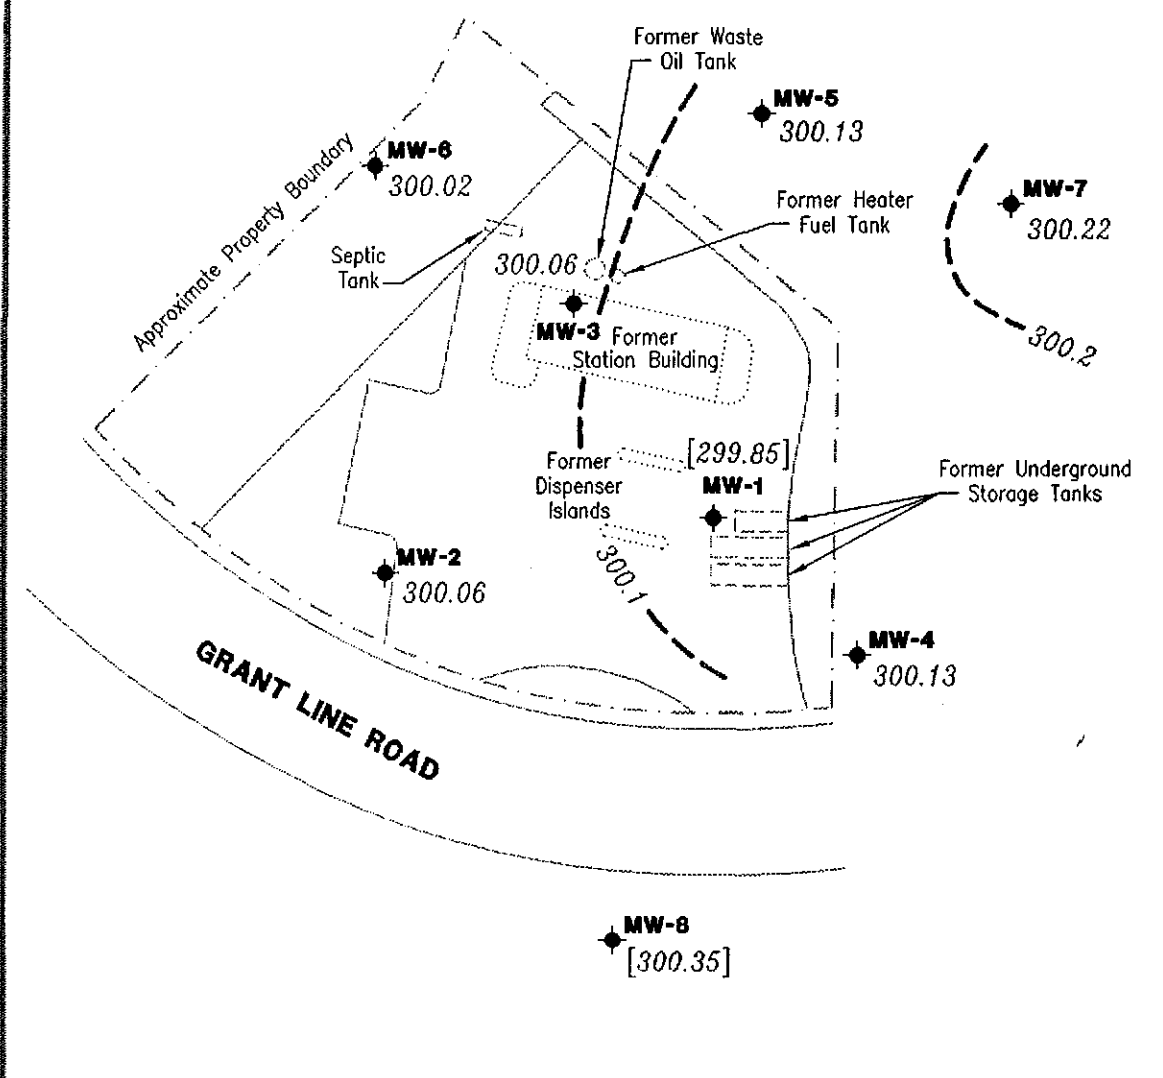 Former Waste
Oil Tank
MW-5
300.13
MW-6
300.02
Approximate Property Boundary
MW-7
300.22
Former Heater
Fuel Tank
Septic
Tank
300.06
MW-3
Former
Station Building
300.2
[299.85]
MW-1
Former
Dispenser
Islands
Former Underground
Storage Tanks
MW-2
300.06
300.1
MW-4
300.13
GRANT LINE ROAD
MW-8
[300.35]